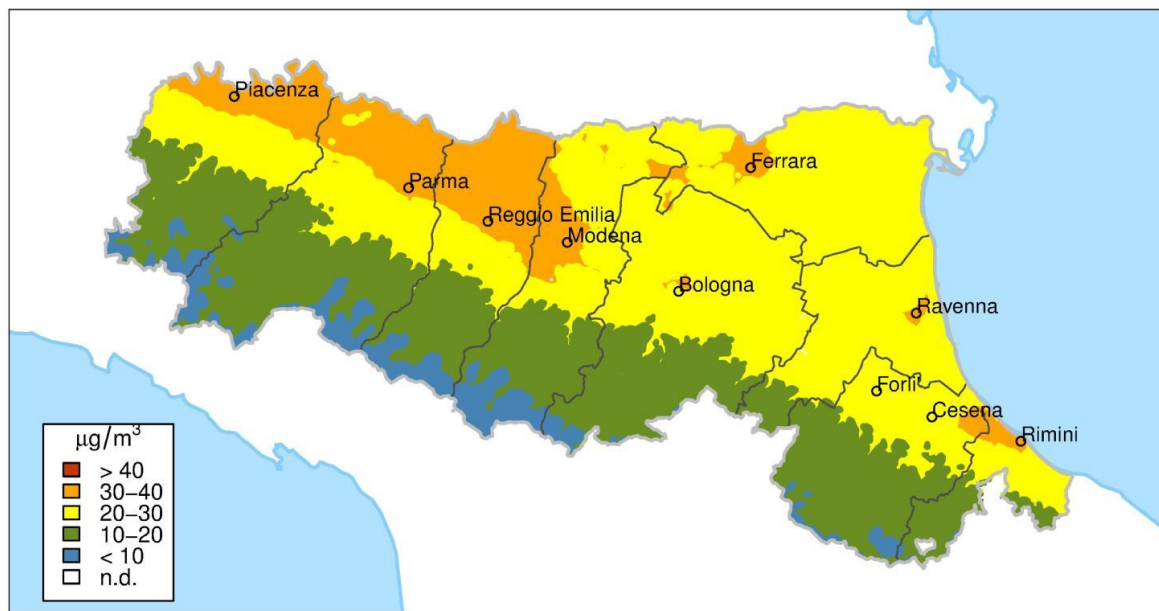 Piacenza
Parma
Reggio Emilia
Modena
Ferrara
Bologna
Ravenna
Forlì
Cesena
Rimini
µg/m³
> 40
30–40
20–30
10–20
< 10
n.d.